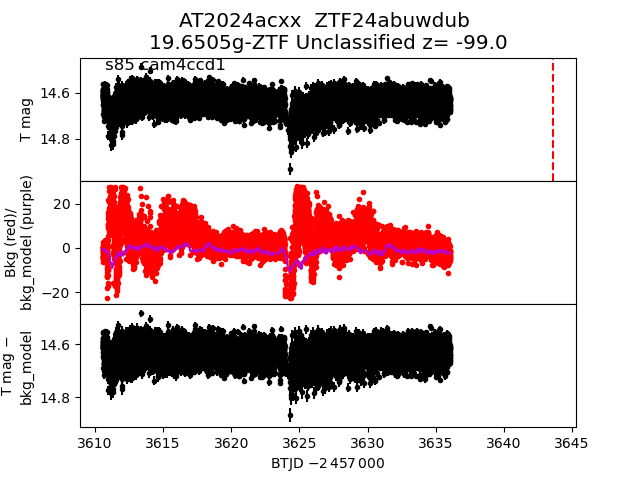 AT2024acxx  ZTF24abuwdub
19.6505g-ZTF Unclassified z= -99.0
s85 cam4ccd1
14.6
14.8
T mag
20
0
−20
Bkg (red)/
bkg_model (purple)
14.6
14.8
T mag −
bkg_model
3610 3615 3620 3625 3630 3635 3640 3645
BTJD −2 457 000